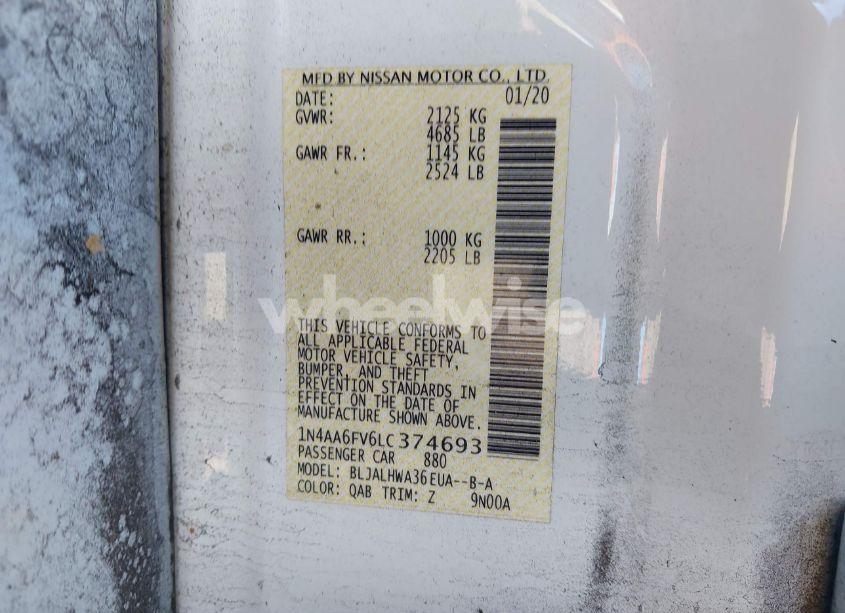 MFD BY NISSAN MOTOR CO., LTD.
DATE: 01/20
GVWR: 2125 KG
4685 LB
GAWR FR.: 1145 KG
2524 LB
GAWR RR.: 1000 KG
2205 LB
wheelwise
THIS VEHICLE CONFORMS TO
ALL APPLICABLE FEDERAL
MOTOR VEHICLE SAFETY,
BUMPER, AND THEFT
PREVENTION STANDARDS IN
EFFECT ON THE DATE OF
MANUFACTURE SHOWN ABOVE.
1N4AA6FV6LC374693
PASSENGER CAR 880
MODEL: BLJALHWA36EUA--B-A
COLOR: QAB TRIM: Z 9N00A